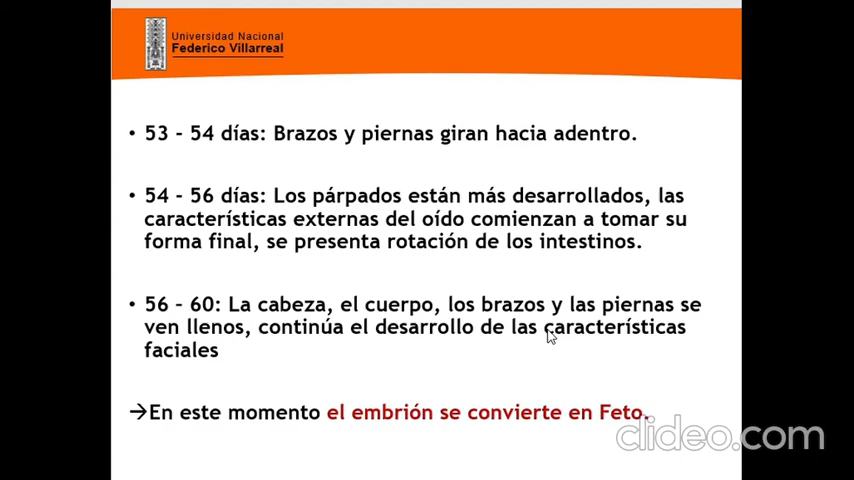 Universidad Nacional
Federico Villarreal
• 53 - 54 días: Brazos y piernas giran hacia adentro.
• 54 - 56 días: Los párpados están más desarrollados, las
características externas del oído comienzan a tomar su
forma final, se presenta rotación de los intestinos.
• 56 – 60: La cabeza, el cuerpo, los brazos y las piernas se
ven llenos, continúa el desarrollo de las características
faciales
→En este momento el embrión se convierte en Feto.
clideo.com